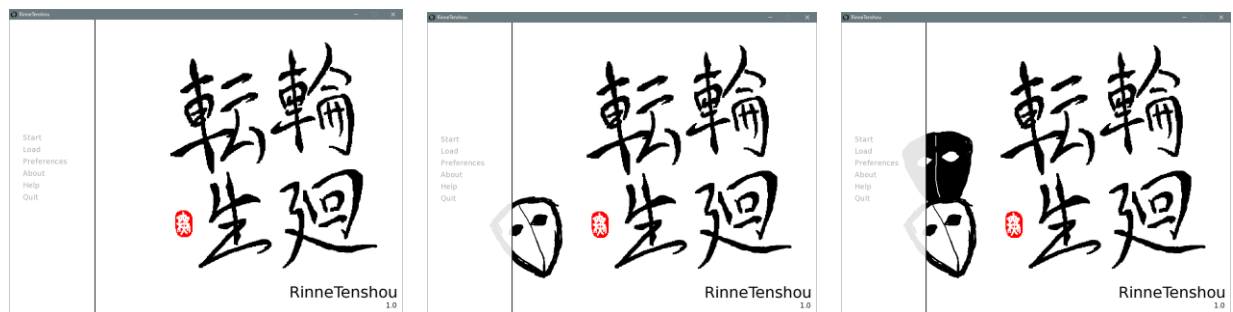 RinneTenshou
Start
Load
Preferences
About
Help
Quit
輪廻
転生
RinneTenshou
1.0
RinneTenshou
Start
Load
Preferences
About
Help
Quit
輪廻
転生
RinneTenshou
1.0
RinneTenshou
Start
Load
Preferences
About
Help
Quit
輪廻
転生
RinneTenshou
1.0